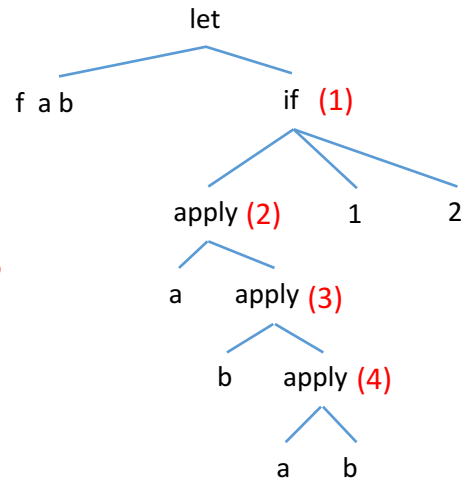 let
f a b if (1)
apply (2) 1 2
a apply (3)
b apply (4)
a b